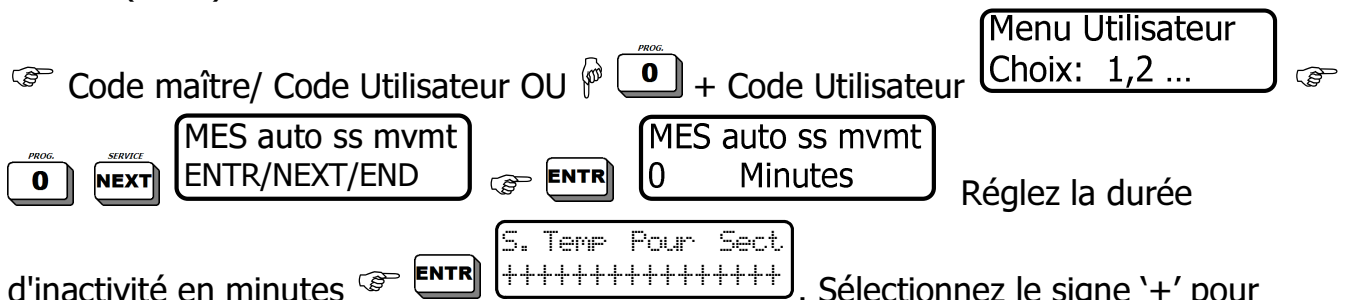 Menu Utilisateur
☞ Code maître/ Code Utilisateur OU PROG. 0 + Code Utilisateur Choix: 1,2 ... ☞
MES auto ss mvmt MES auto ss mvmt
PROG. 0 SERVICE NEXT ENTR/NEXT/END ☞ ENTR 0 Minutes Réglez la durée
S. Temp Pour Sect
d'inactivité en minutes ☞ ENTR ++++++++++++++++ . Sélectionnez le signe '+' pour